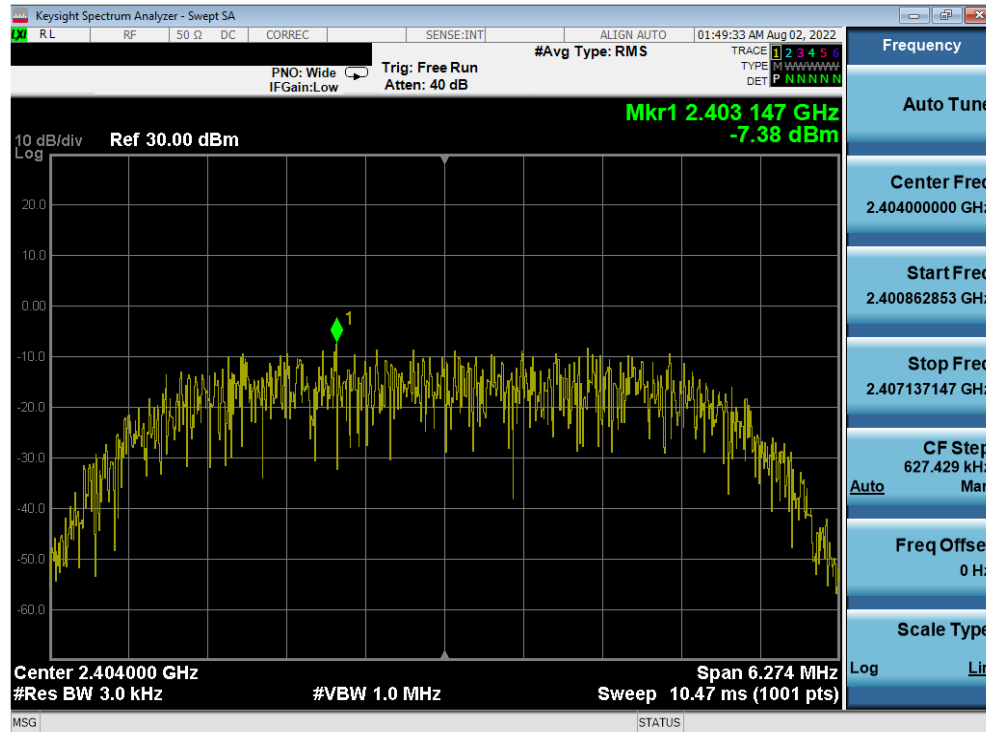 Keysight Spectrum Analyzer - Swept SA
LXI RL RF 50 Ω DC CORREC SENSE:INT ALIGN AUTO 01:49:33 AM Aug 02, 2022
#Avg Type: RMS TRACE 1 2 3 4 5 6
PNO: Wide Trig: Free Run TYPE M WWWWW
IFGain:Low Atten: 40 dB DET P N N N N N
Mkr1 2.403 147 GHz
-7.38 dBm
10 dB/div Ref 30.00 dBm
Log
1
20.0
10.0
0.00
-10.0
-20.0
-30.0
-40.0
-50.0
-60.0
Center 2.404000 GHz Span 6.274 MHz
#Res BW 3.0 kHz #VBW 1.0 MHz Sweep 10.47 ms (1001 pts)
MSG STATUS
Frequency
Auto Tune
Center Freq
2.404000000 GHz
Start Freq
2.400862853 GHz
Stop Freq
2.407137147 GHz
CF Step
627.429 kHz
Auto Man
Freq Offset
0 Hz
Scale Type
Log Lin